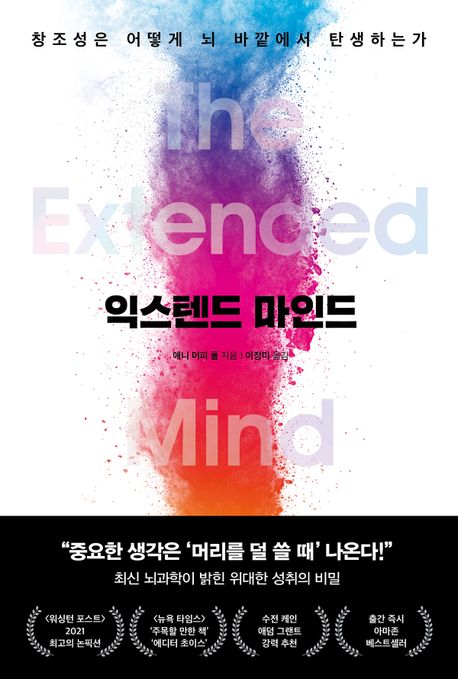 창조성은 어떻게 뇌 바깥에서 탄생하는가
The
Extended
익스텐드 마인드
애니 머피 폴 지음 | 이정미 옮김
Mind
“중요한 생각은 ‘머리를 덜 쓸 때’ 나온다!”
최신 뇌과학이 밝힌 위대한 성취의 비밀
〈워싱턴 포스트〉
2021
최고의 논픽션
〈뉴욕 타임스〉
‘주목할 만한 책’
‘에디터 초이스’
수전 케인
애덤 그랜트
강력 추천
출간 즉시
아마존
베스트셀러